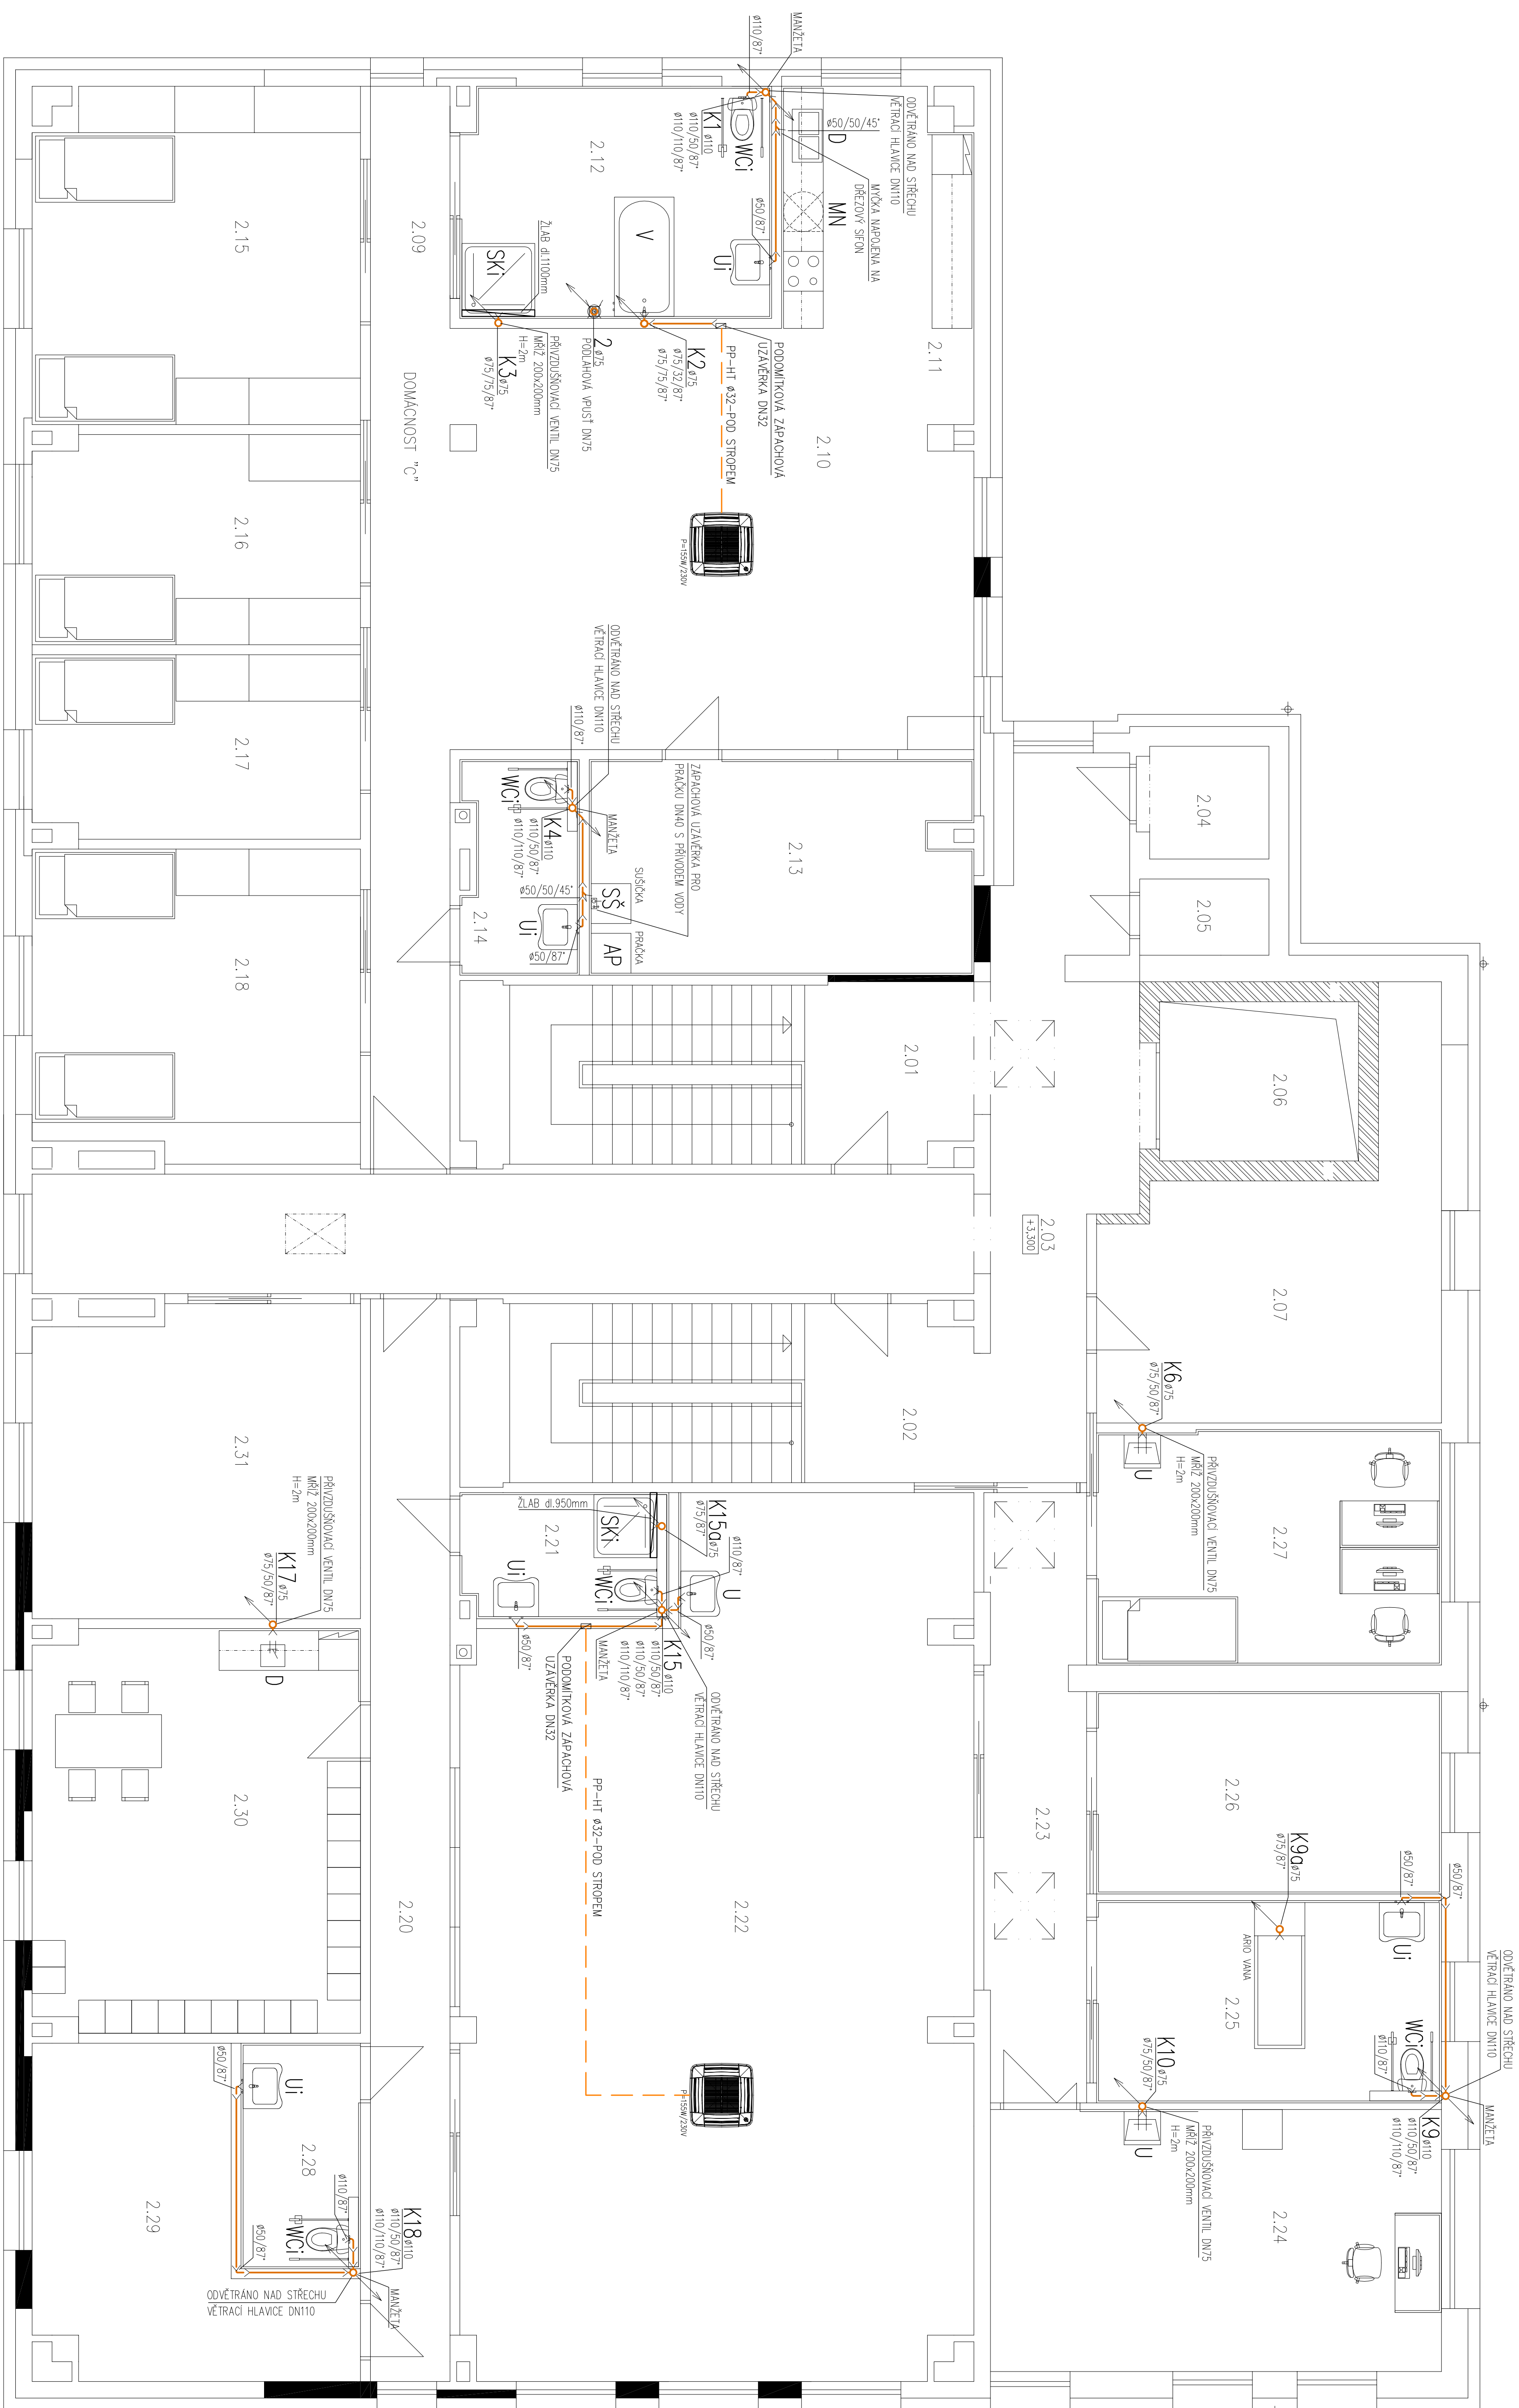 MANŽETA
ø110/87°
ODVĚTRÁNO NAD STŘECHU
VĚTRACÍ HLAVICE DN110
ø50/50/45°
D
MYČKA NAPOJENA NA
DŘEZOVÝ SIFON
MN
WCi
K1 ø110
ø110/50/87°
ø110/110/87°
2.12
ø50/87°
Ui
V
ŽLAB dl.1100mm
SKi
2.09
2.15
2.11
2 ø75
PODLAHOVÁ VPUSŤ DN75
K2 ø75
ø75/32/87°
ø75/75/87°
PODOMÍTKOVÁ ZÁPACHOVÁ
UZÁVĚRKA DN32
PP-HT ø32-POD STROPEM
PŘIVZDUŠŇOVACÍ VENTIL DN75
MŘÍŽ 200x200mm
H=2m
K3 ø75
ø75/75/87°
DOMÁCNOST "C"
2.10
P=155W/230V
2.16
2.17
2.18
ODVĚTRÁNO NAD STŘECHU
VĚTRACÍ HLAVICE DN110
ø110/87°
WCi
K4 ø110
ø110/50/87°
ø110/110/87°
MANŽETA
ZÁPACHOVÁ UZÁVĚRKA PRO
PRAČKU DN40 S PŘÍVODEM VODY
SUŠIČKA
SŠ
PRAČKA
AP
ø50/50/45°
Ui
ø50/87°
2.14
2.13
2.04
2.05
2.01
2.06
2.03
+3,300
2.07
2.02
K6 ø75
ø75/50/87°
PŘIVZDUŠŇOVACÍ VENTIL DN75
MŘÍŽ 200x200mm
H=2m
U
2.27
2.31
PŘIVZDUŠŇOVACÍ VENTIL DN75
MŘÍŽ 200x200mm
H=2m
K17 ø75
ø75/50/87°
D
ŽLAB dl.950mm
2.21
SKi
K15a ø75
ø75/87°
ø110/87°
U
WCi
Ui
ø50/87°
ø50/87°
MANŽETA
K15 ø110
ø110/50/87°
ø110/50/87°
ø110/110/87°
ODVĚTRÁNO NAD STŘECHU
VĚTRACÍ HLAVICE DN110
PODOMÍTKOVÁ ZÁPACHOVÁ
UZÁVĚRKA DN32
PP-HT ø32-POD STROPEM
2.30
2.20
2.22
2.23
2.26
K9a ø75
ø75/87°
ø50/87°
ø50/87°
Ui
ARIO VANA
2.25
WCi
ø110/87°
ODVĚTRÁNO NAD STŘECHU
VĚTRACÍ HLAVICE DN110
MANŽETA
K9 ø110
ø110/50/87°
ø110/110/87°
K10 ø75
ø75/50/87°
PŘIVZDUŠŇOVACÍ VENTIL DN75
MŘÍŽ 200x200mm
H=2m
U
2.24
P=155W/230V
ø50/87°
Ui
2.28
ø110/87°
WCi
ø50/87°
K18 ø110
ø110/50/87°
ø110/110/87°
MANŽETA
ODVĚTRÁNO NAD STŘECHU
VĚTRACÍ HLAVICE DN110
2.29